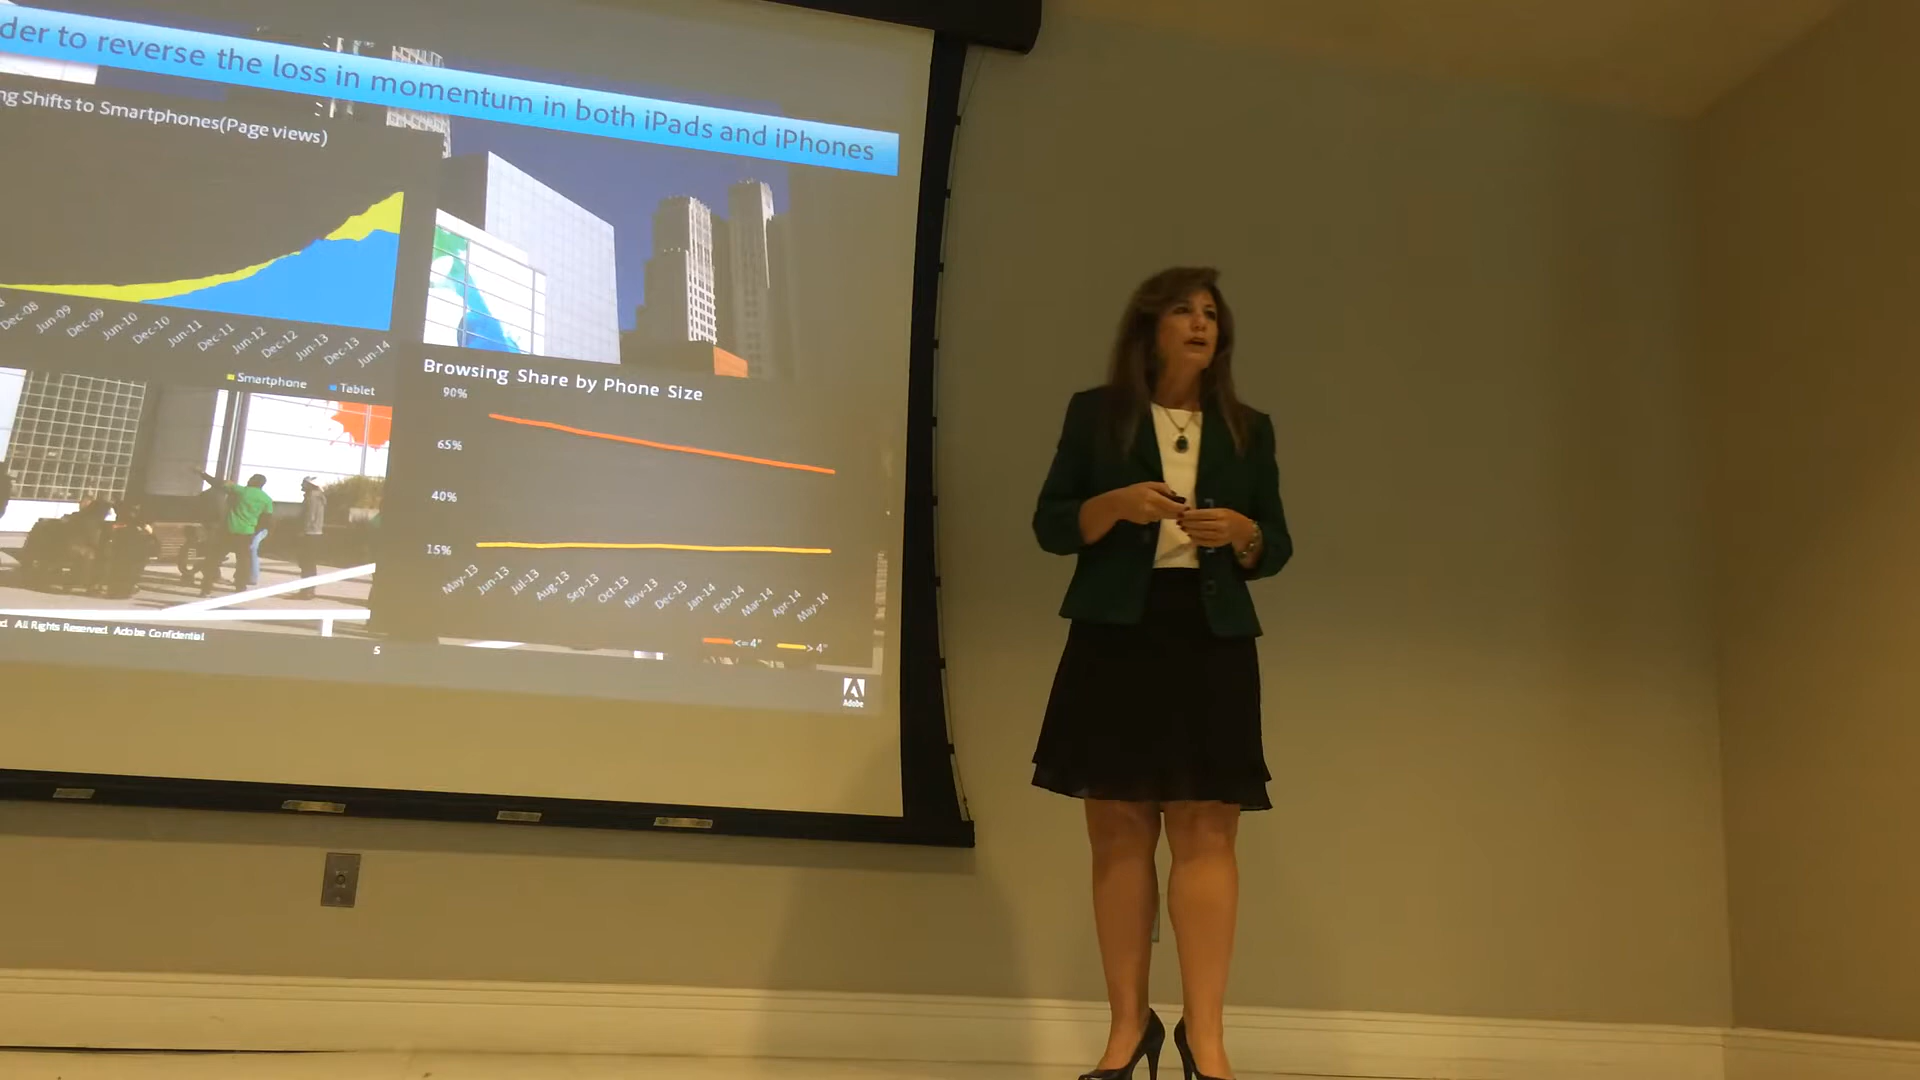 der to reverse the loss in momentum in both iPads and iPhones
ng Shifts to Smartphones(Page views)
Dec-08
Jun-09
Dec-09
Jun-10
Dec-10
Jun-11
Dec-11
Jun-12
Dec-12
Jun-13
Dec-13
Jun-14
Smartphone
Tablet
Browsing Share by Phone Size
90%
65%
40%
15%
May-13
Jun-13
Jul-13
Aug-13
Sep-13
Oct-13
Nov-13
Dec-13
Jan-14
Feb-14
Mar-14
Apr-14
May-14
<= 4"
> 4"
d. All Rights Reserved. Adobe Confidential
5
Adobe